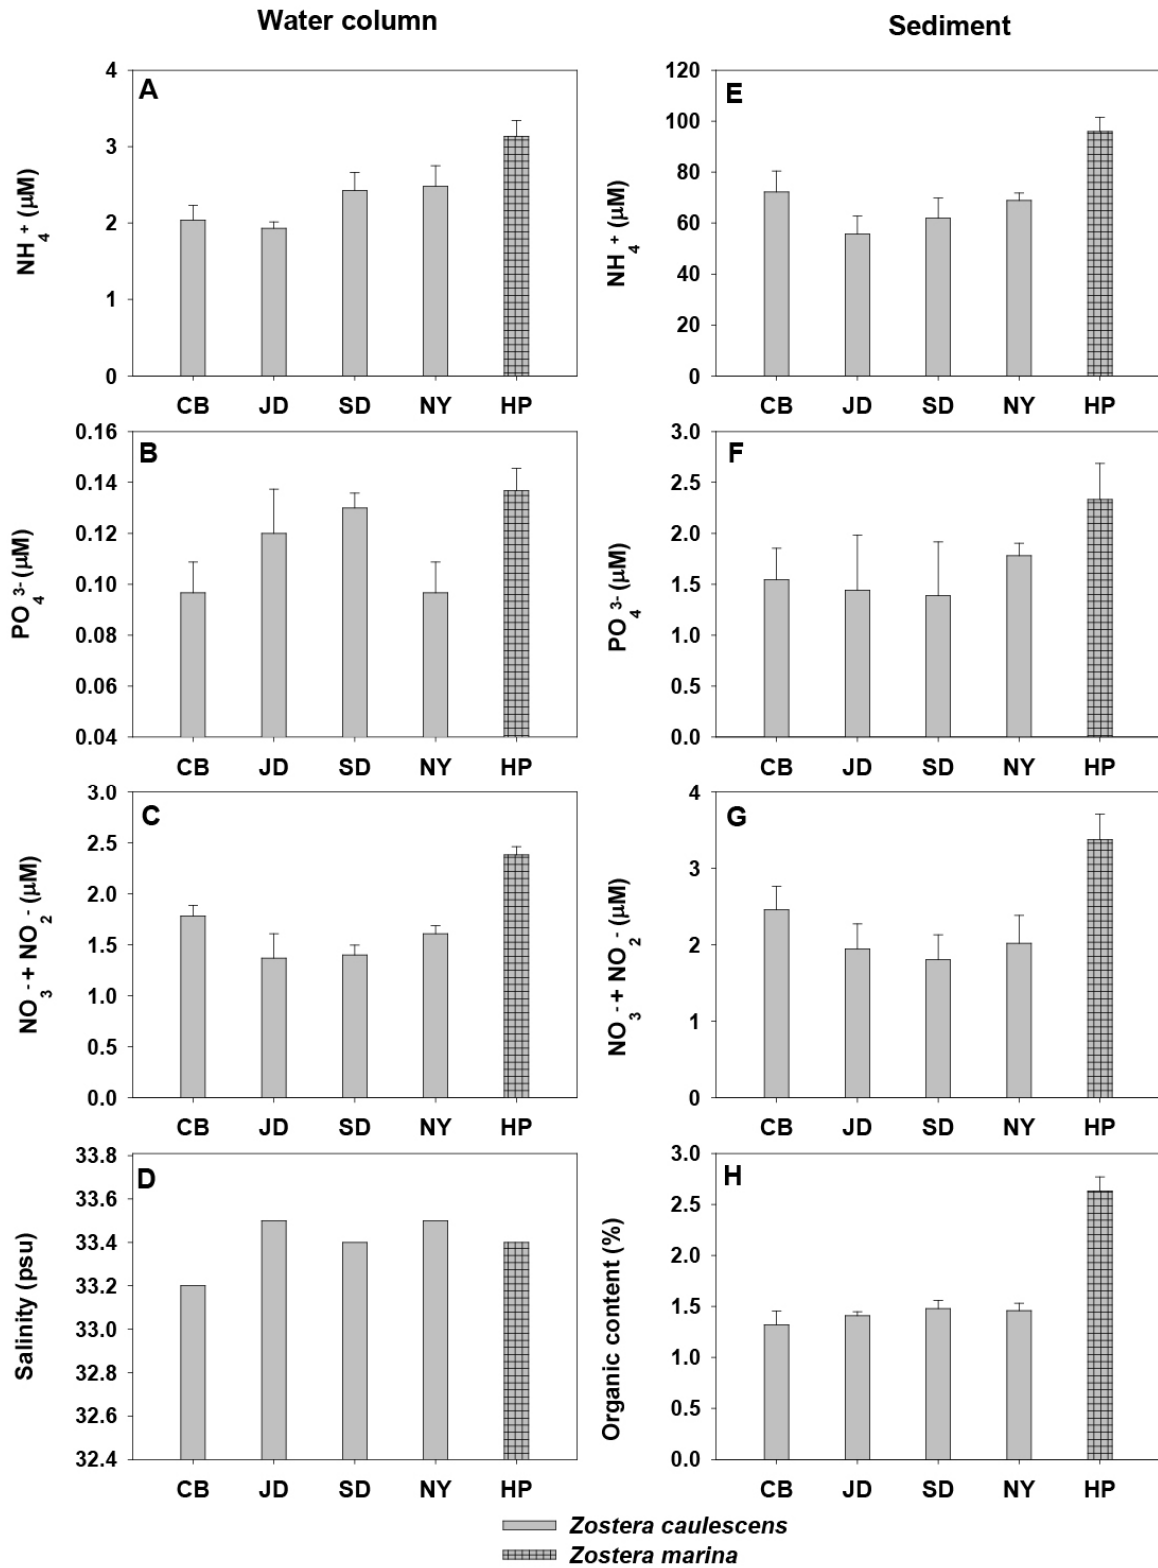 Water column
Sediment
A
4
3
2
1
0
NH4+ (μM)
CB JD SD NY HP
E
120
100
80
60
40
20
0
NH4+ (μM)
CB JD SD NY HP
B
0.16
0.14
0.12
0.10
0.08
0.06
0.04
PO4 3- (μM)
CB JD SD NY HP
F
3.0
2.5
2.0
1.5
1.0
0.5
0.0
PO4 3- (μM)
CB JD SD NY HP
C
3.0
2.5
2.0
1.5
1.0
0.5
0.0
NO3- + NO2- (μM)
CB JD SD NY HP
G
4
3
2
1
0
NO3- + NO2- (μM)
CB JD SD NY HP
D
33.8
33.6
33.4
33.2
33.0
32.8
32.6
32.4
Salinity (psu)
CB JD SD NY HP
H
3.0
2.5
2.0
1.5
1.0
0.5
0.0
Organic content (%)
CB JD SD NY HP
Zostera caulescens
Zostera marina